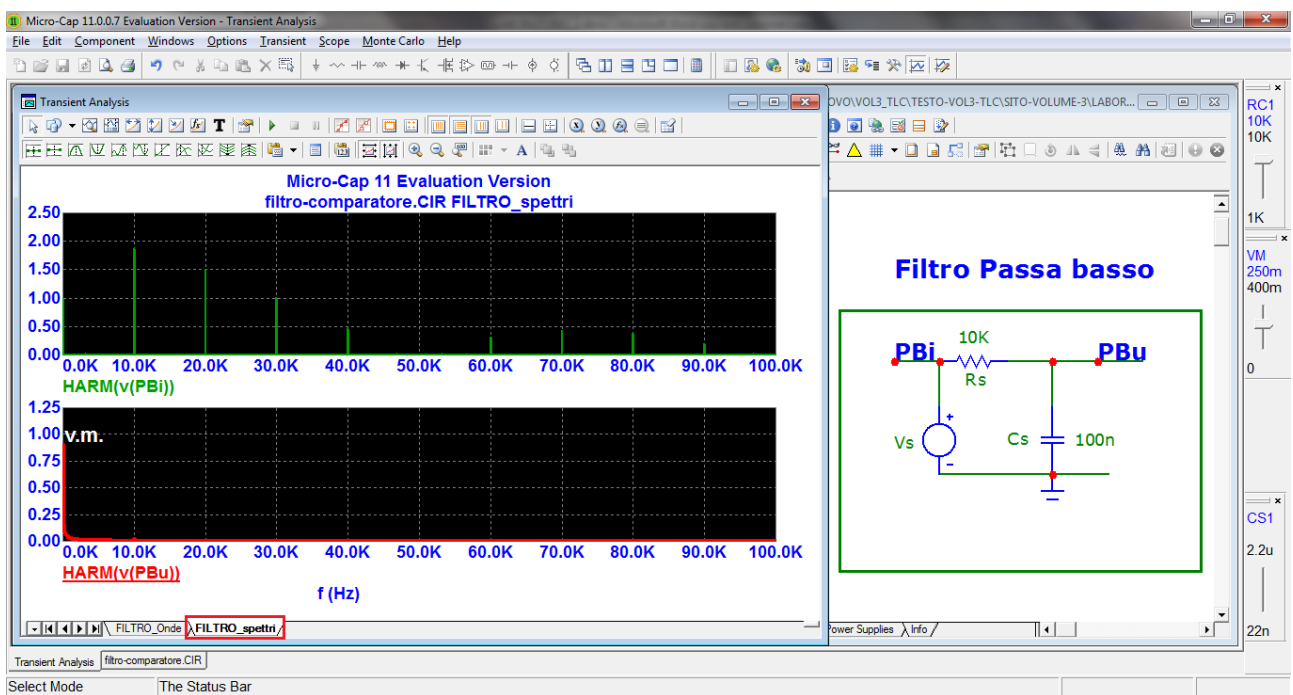 Micro-Cap 11.0.0.7 Evaluation Version - Transient Analysis
File Edit Component Windows Options Transient Scope Monte Carlo Help
Transient Analysis
OVO\VOL3_TLC\TESTO-VOL3-TLC\SITO-VOLUME-3\LABOR...
T
A
Micro-Cap 11 Evaluation Version
filtro-comparatore.CIR FILTRO_spettri
2.50
2.00
1.50
1.00
0.50
0.00
0.0K 10.0K 20.0K 30.0K 40.0K 50.0K 60.0K 70.0K 80.0K 90.0K 100.0K
HARM(v(PBi))
1.25
1.00
v.m.
0.75
0.50
0.25
0.00
0.0K 10.0K 20.0K 30.0K 40.0K 50.0K 60.0K 70.0K 80.0K 90.0K 100.0K
HARM(v(PBu))
f (Hz)
FILTRO_Onde FILTRO_spettri
Filtro Passa basso
PBi
10K
Rs
PBu
Vs
+
-
Cs
100n
Power Supplies Info
RC1
10K
10K
1K
VM
250m
400m
0
CS1
2.2u
22n
Transient Analysis filtro-comparatore.CIR
Select Mode The Status Bar